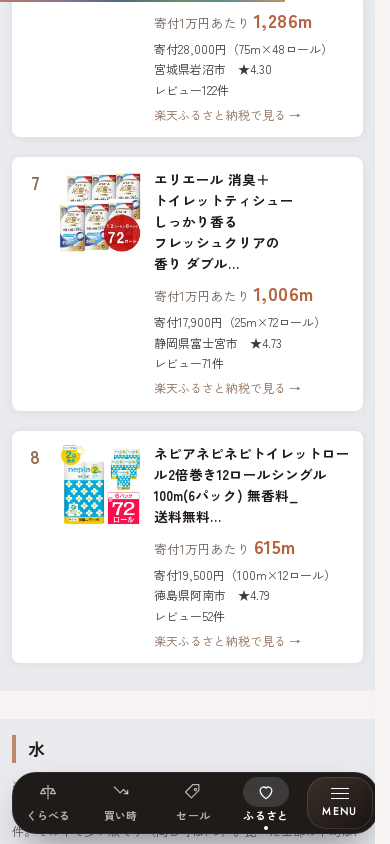 寄付1万円あたり 1,286m
寄付28,000円（75m×48ロール）
宮城県岩沼市　★4.30
レビュー122件
楽天ふるさと納税で見る →
7
エリエール 消臭＋
トイレットティシュー
しっかり香る
フレッシュクリアの
香り ダブル…
72
ロール
寄付1万円あたり 1,006m
寄付17,900円（25m×72ロール）
静岡県富士宮市　★4.73
レビュー71件
楽天ふるさと納税で見る →
8
ネピアネピネピトイレットロー
ル2倍巻き12ロールシングル
100m(6パック) 無香料_
送料無料…
nepia
6パック
72
ロール
寄付1万円あたり 615m
寄付19,500円（100m×12ロール）
徳島県阿南市　★4.79
レビュー52件
楽天ふるさと納税で見る →
水
くらべる
買い時
セール
ふるさと
MENU